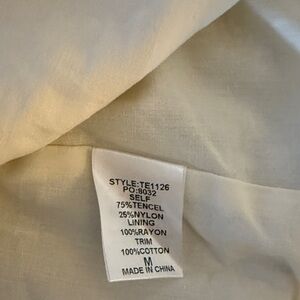 STYLE:TE1126
PO:8032
SELF
75%TENCEL
25%NYLON
LINING
100%RAYON
TRIM
100%COTTON
M
MADE IN CHINA